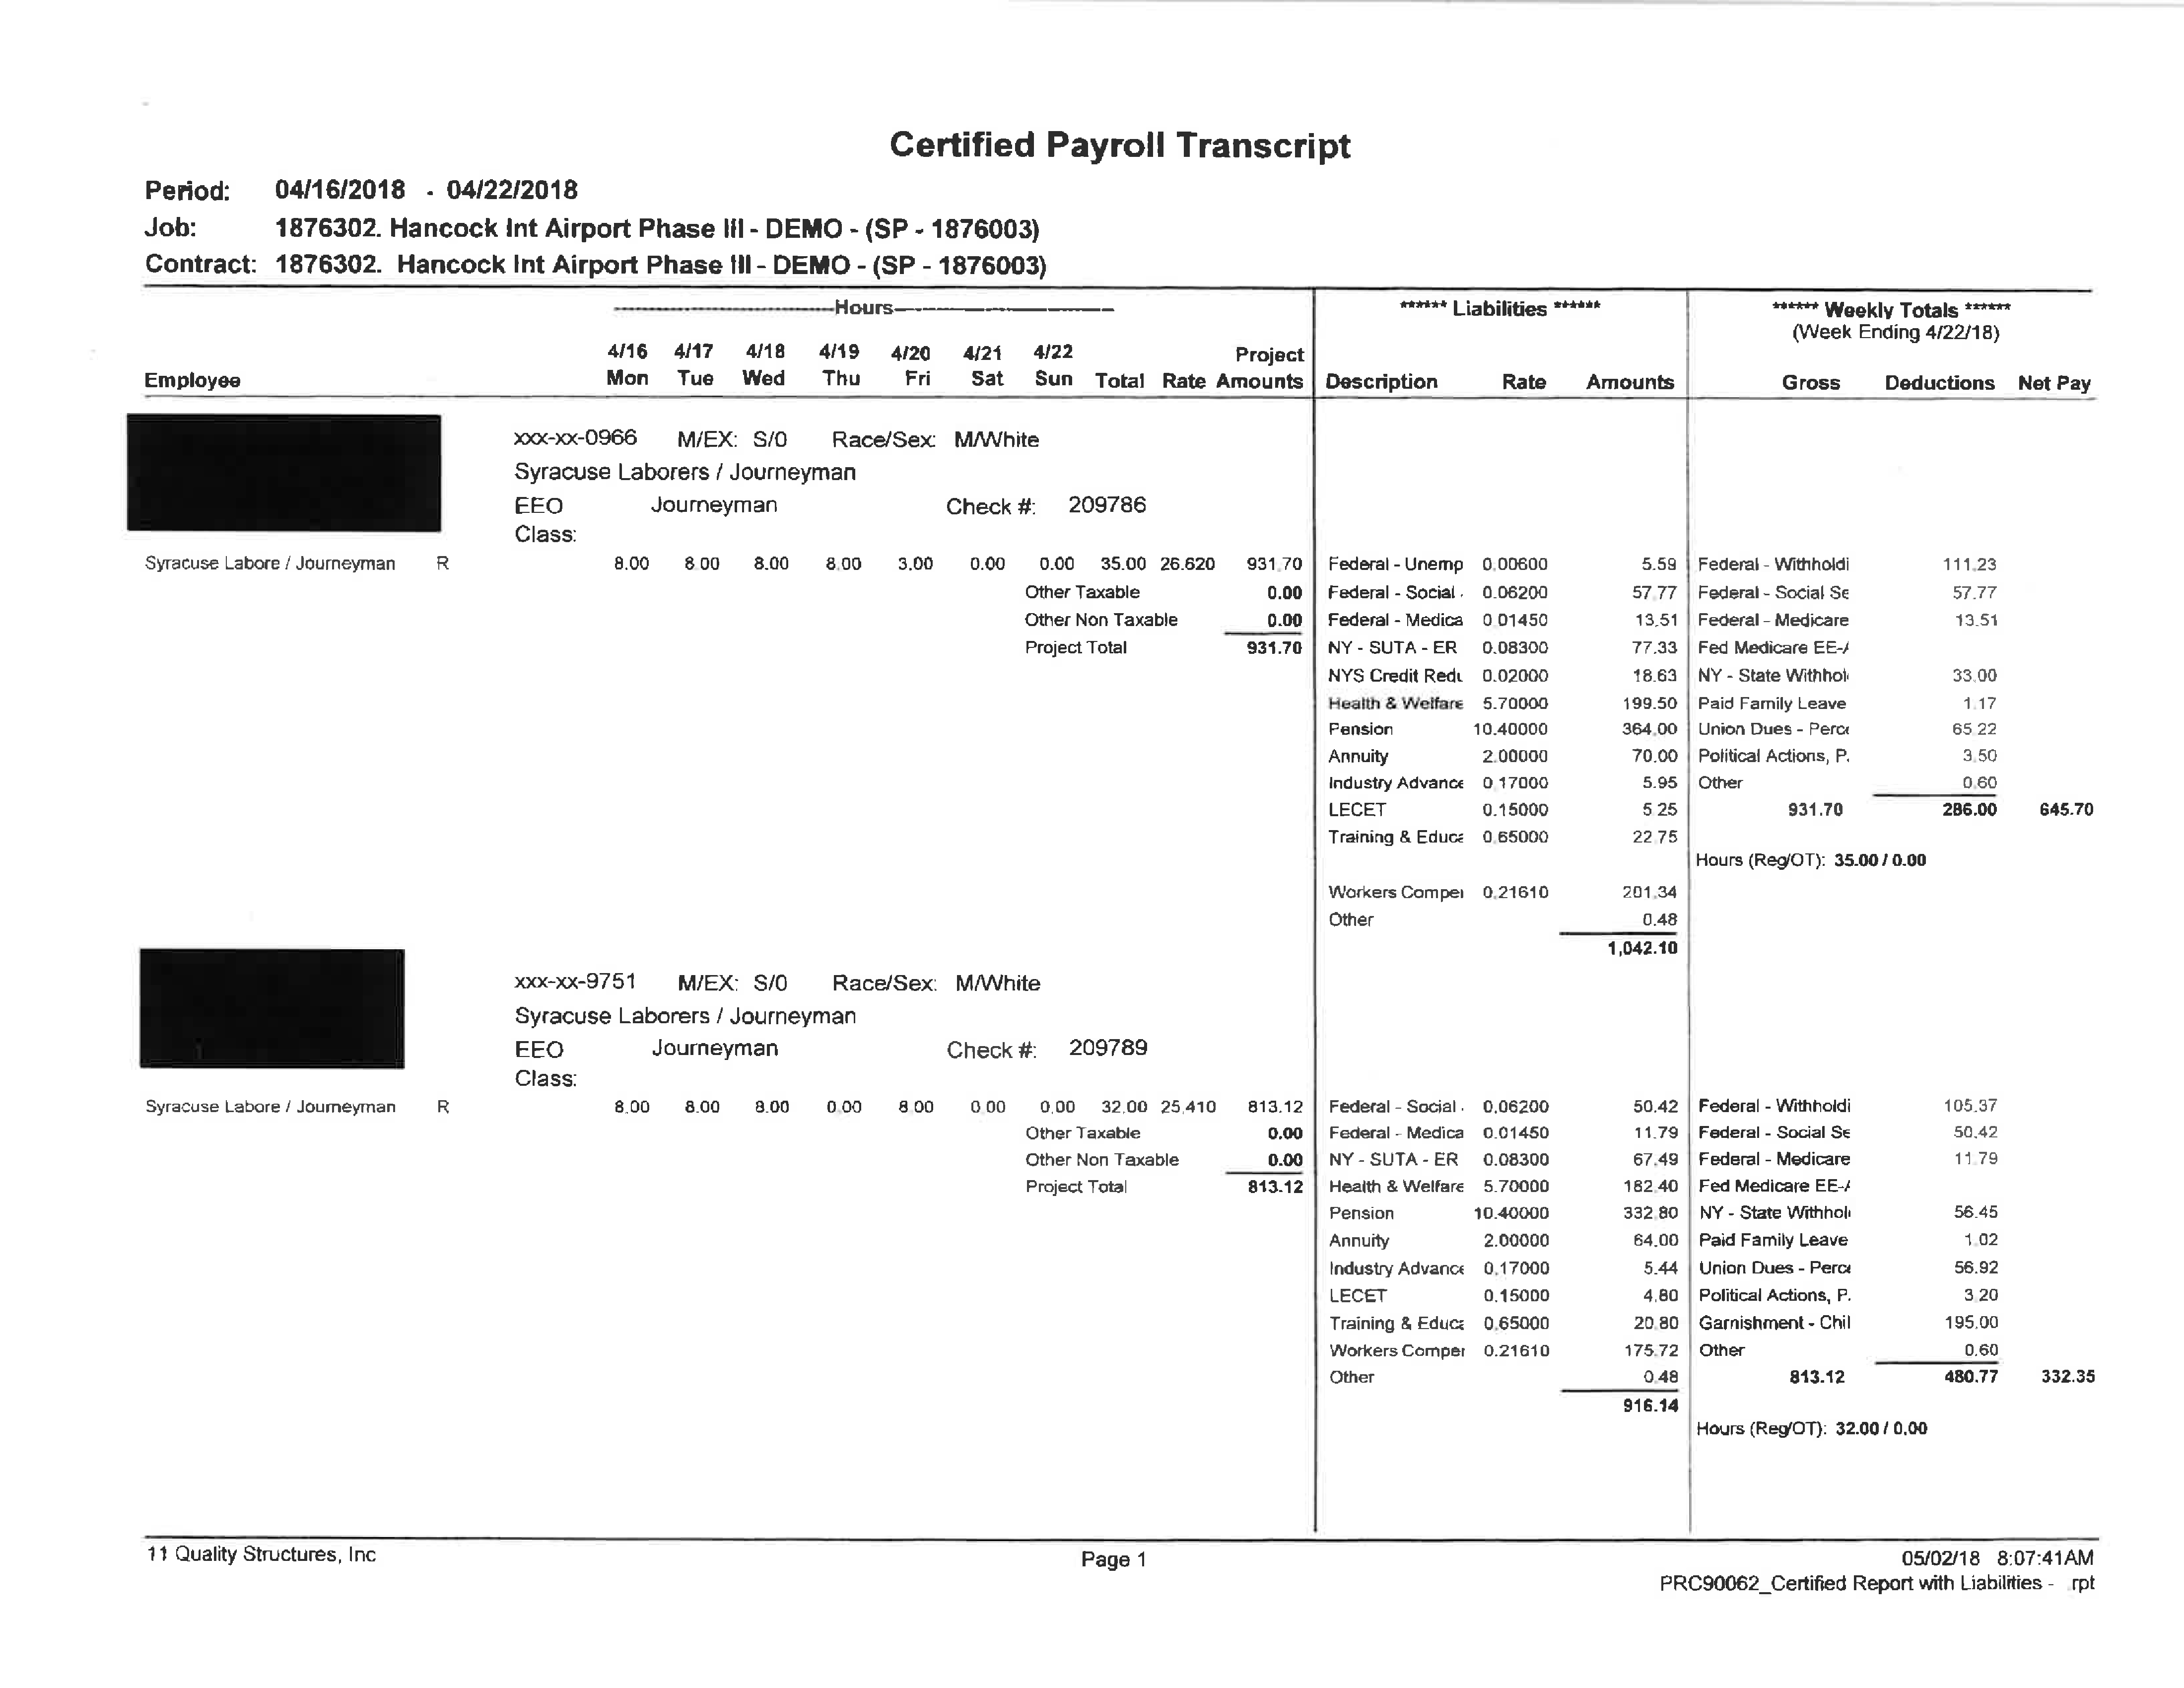 Certified Payroll Transcript
Period: 04/16/2018 - 04/22/2018
Job: 1876302. Hancock Int Airport Phase III - DEMO - (SP - 1876003)
Contract: 1876302. Hancock Int Airport Phase III - DEMO - (SP - 1876003)
Hours ****** Liabilities ****** ****** Weekly Totals ******
(Week Ending 4/22/18)
4/16 4/17 4/18 4/19 4/20 4/21 4/22 Project
Employee Mon Tue Wed Thu Fri Sat Sun Total Rate Amounts Description Rate Amounts Gross Deductions Net Pay
xxx-xx-0966 M/EX: S/0 Race/Sex: M/White
Syracuse Laborers / Journeyman
EEO Journeyman Check #: 209786
Class:
Syracuse Labore / Journeyman R 8.00 8.00 8.00 8.00 3.00 0.00 0.00 35.00 26.620 931.70 Federal - Unemp 0.00600 5.59 Federal - Withholdi 111.23
Other Taxable 0.00 Federal - Social 0.06200 57.77 Federal - Social Se 57.77
Other Non Taxable 0.00 Federal - Medica 0.01450 13.51 Federal - Medicare 13.51
Project Total 931.70 NY - SUTA - ER 0.08300 77.33 Fed Medicare EE-
NYS Credit Redu 0.02000 18.63 NY - State Withhol 33.00
Health & Welfare 5.70000 199.50 Paid Family Leave 1.17
Pension 10.40000 364.00 Union Dues - Perce 65.22
Annuity 2.00000 70.00 Political Actions, P. 3.50
Industry Advance 0.17000 5.95 Other 0.60
LECET 0.15000 5.25 931.70 286.00 645.70
Training & Educa 0.65000 22.75
Hours (Reg/OT): 35.00 / 0.00
Workers Compe 0.21610 201.34
Other 0.48
1,042.10
xxx-xx-9751 M/EX: S/0 Race/Sex: M/White
Syracuse Laborers / Journeyman
EEO Journeyman Check #: 209789
Class:
Syracuse Labore / Journeyman R 8.00 8.00 8.00 0.00 8.00 0.00 0.00 32.00 25.410 813.12 Federal - Social 0.06200 50.42 Federal - Withholdi 105.37
Other Taxable 0.00 Federal - Medica 0.01450 11.79 Federal - Social Se 50.42
Other Non Taxable 0.00 NY - SUTA - ER 0.08300 67.49 Federal - Medicare 11.79
Project Total 813.12 Health & Welfare 5.70000 182.40 Fed Medicare EE-
Pension 10.40000 332.80 NY - State Withhol 56.45
Annuity 2.00000 64.00 Paid Family Leave 1.02
Industry Advance 0.17000 5.44 Union Dues - Perce 56.92
LECET 0.15000 4.80 Political Actions, P. 3.20
Training & Educa 0.65000 20.80 Garnishment - Chil 195.00
Workers Compe 0.21610 175.72 Other 0.60
Other 0.48 813.12 480.77 332.35
916.14
Hours (Reg/OT): 32.00 / 0.00
11 Quality Structures, Inc Page 1 05/02/18 8:07:41AM
PRC90062_Certified Report with Liabilities - rpt